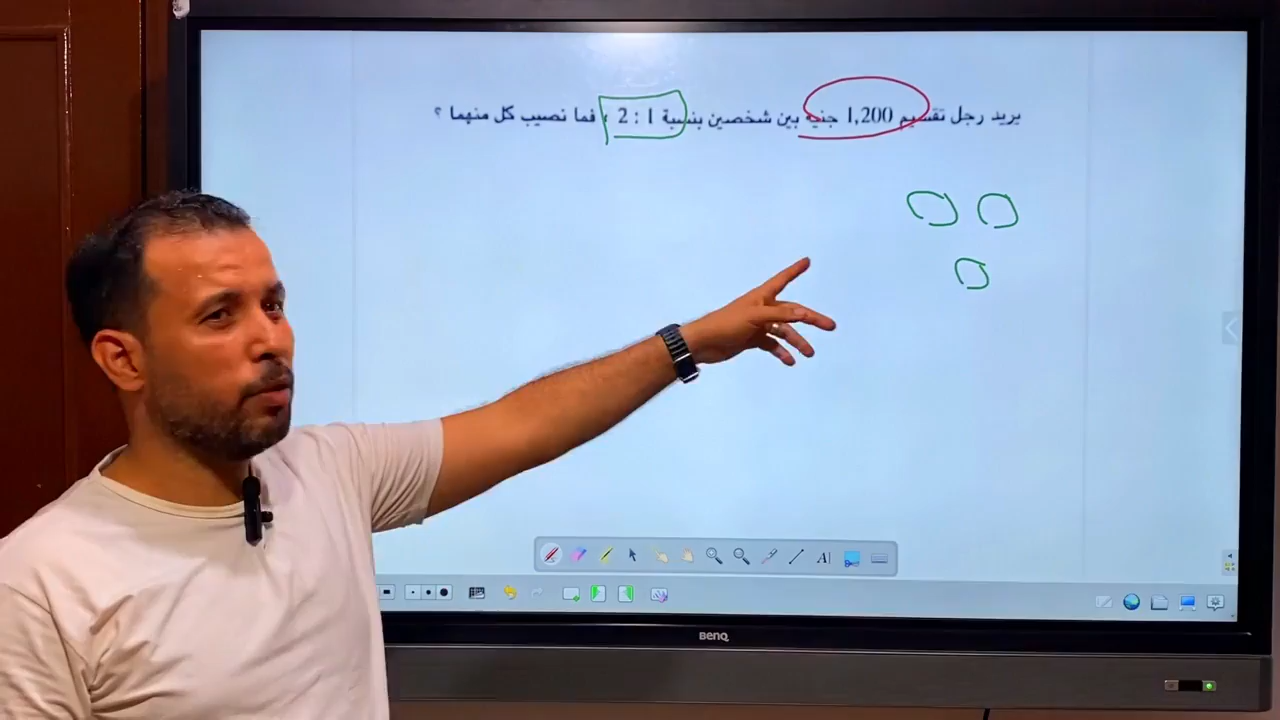 يريد رجل تقسيم 1,200 جنيه بين شخصين بنسبة 1 : 2 ، فما نصيب كل منهما ؟
A
BenQ